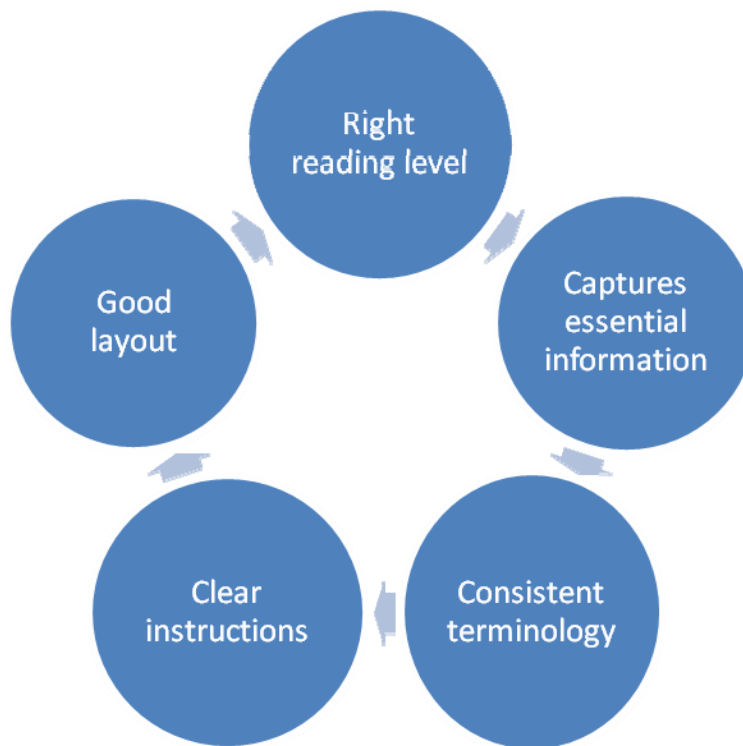 Right
reading level
Captures
essential
information
Consistent
terminology
Clear
instructions
Good
layout